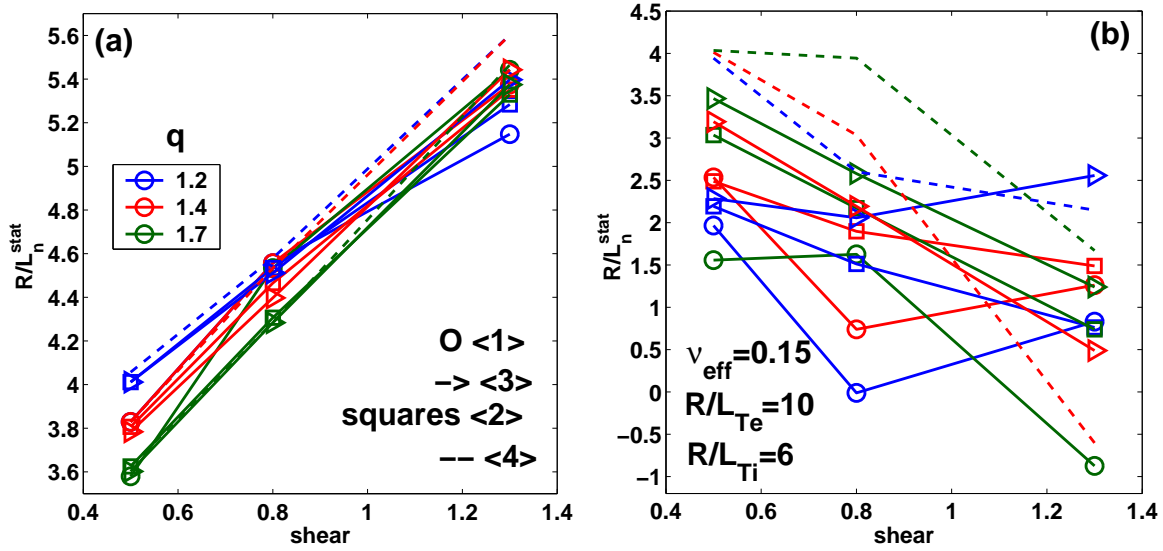 (a)
5.6
5.4
5.2
5
4.8
4.6
4.4
4.2
4
3.8
3.6
R/L_n^stat
q
1.2
1.4
1.7
O <1>
−> <3>
squares <2>
−− <4>
0.4 0.6 0.8 1 1.2 1.4
shear
(b)
4.5
4
3.5
3
2.5
2
1.5
1
0.5
0
−0.5
−1
R/L_n^stat
ν_eff=0.15
R/L_Te=10
R/L_Ti=6
0.4 0.6 0.8 1 1.2 1.4
shear